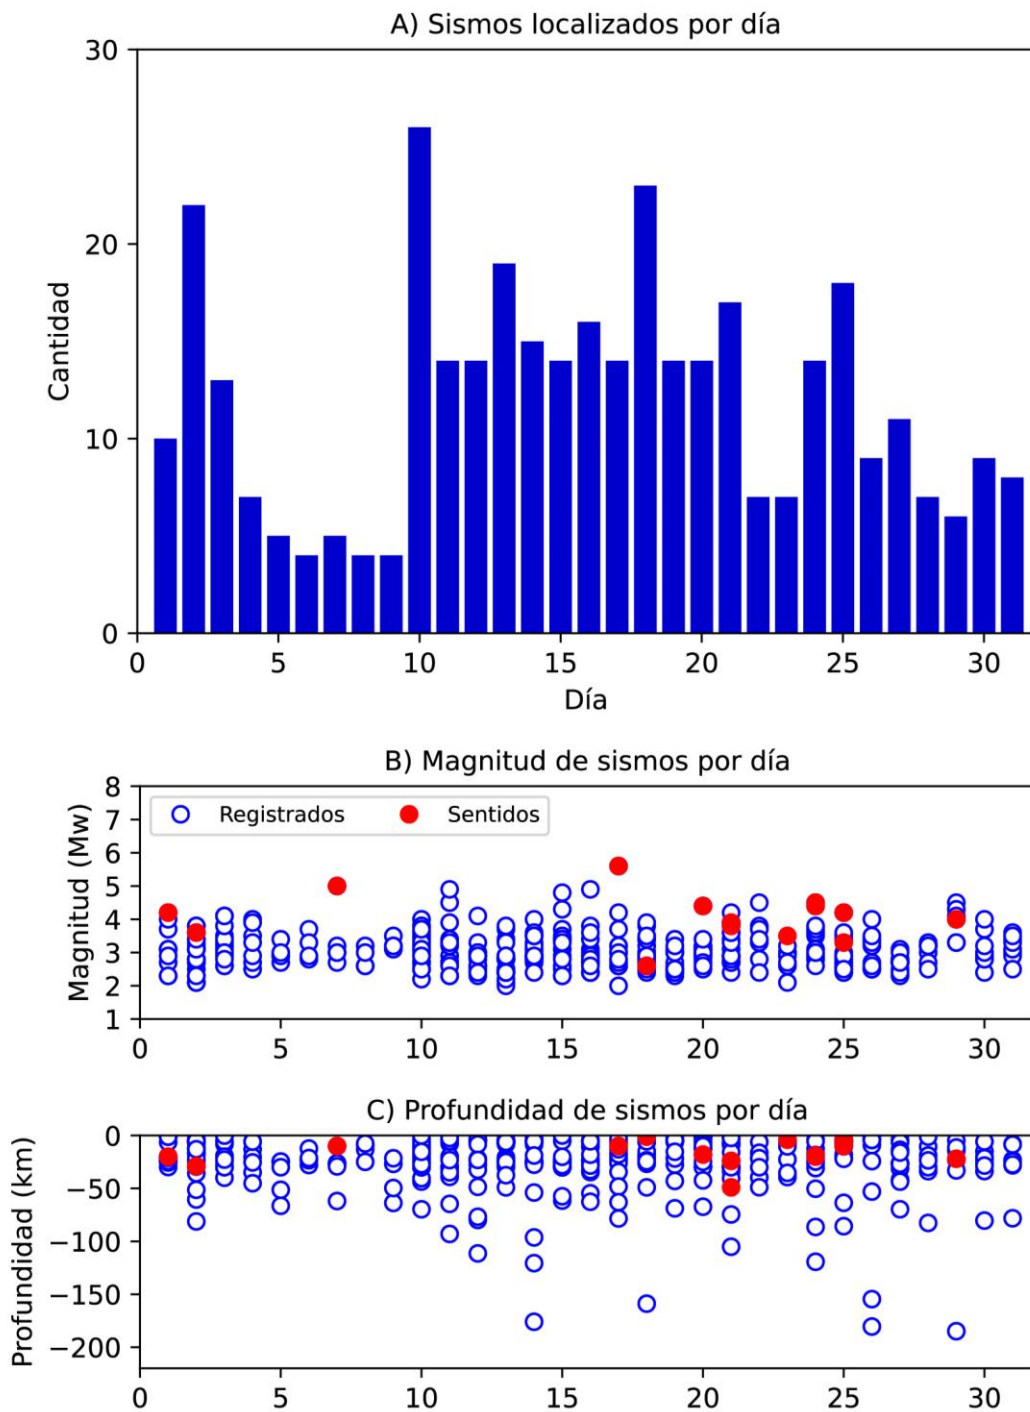 A) Sismos localizados por día
30
20
10
0
Cantidad
0 5 10 15 20 25 30
Día
B) Magnitud de sismos por día
8
7
6
5
4
3
2
1
Magnitud (Mw)
Registrados Sentidos
0 5 10 15 20 25 30
C) Profundidad de sismos por día
0
−50
−100
−150
−200
Profundidad (km)
0 5 10 15 20 25 30